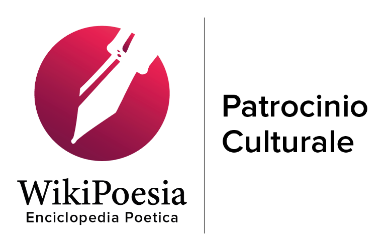 WikiPoesia
Enciclopedia Poetica
Patrocinio
Culturale